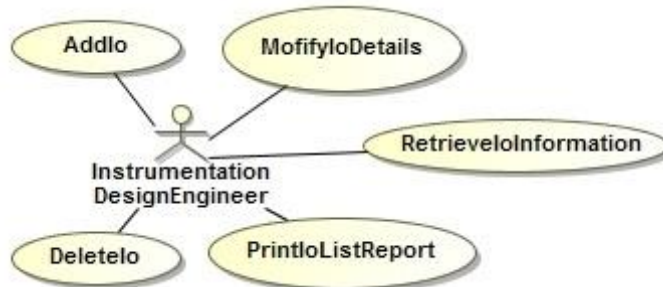 AddIo
MofifyIoDetails
RetrieveIoInformation
Instrumentation
DesignEngineer
DeleteIo
PrintIoListReport